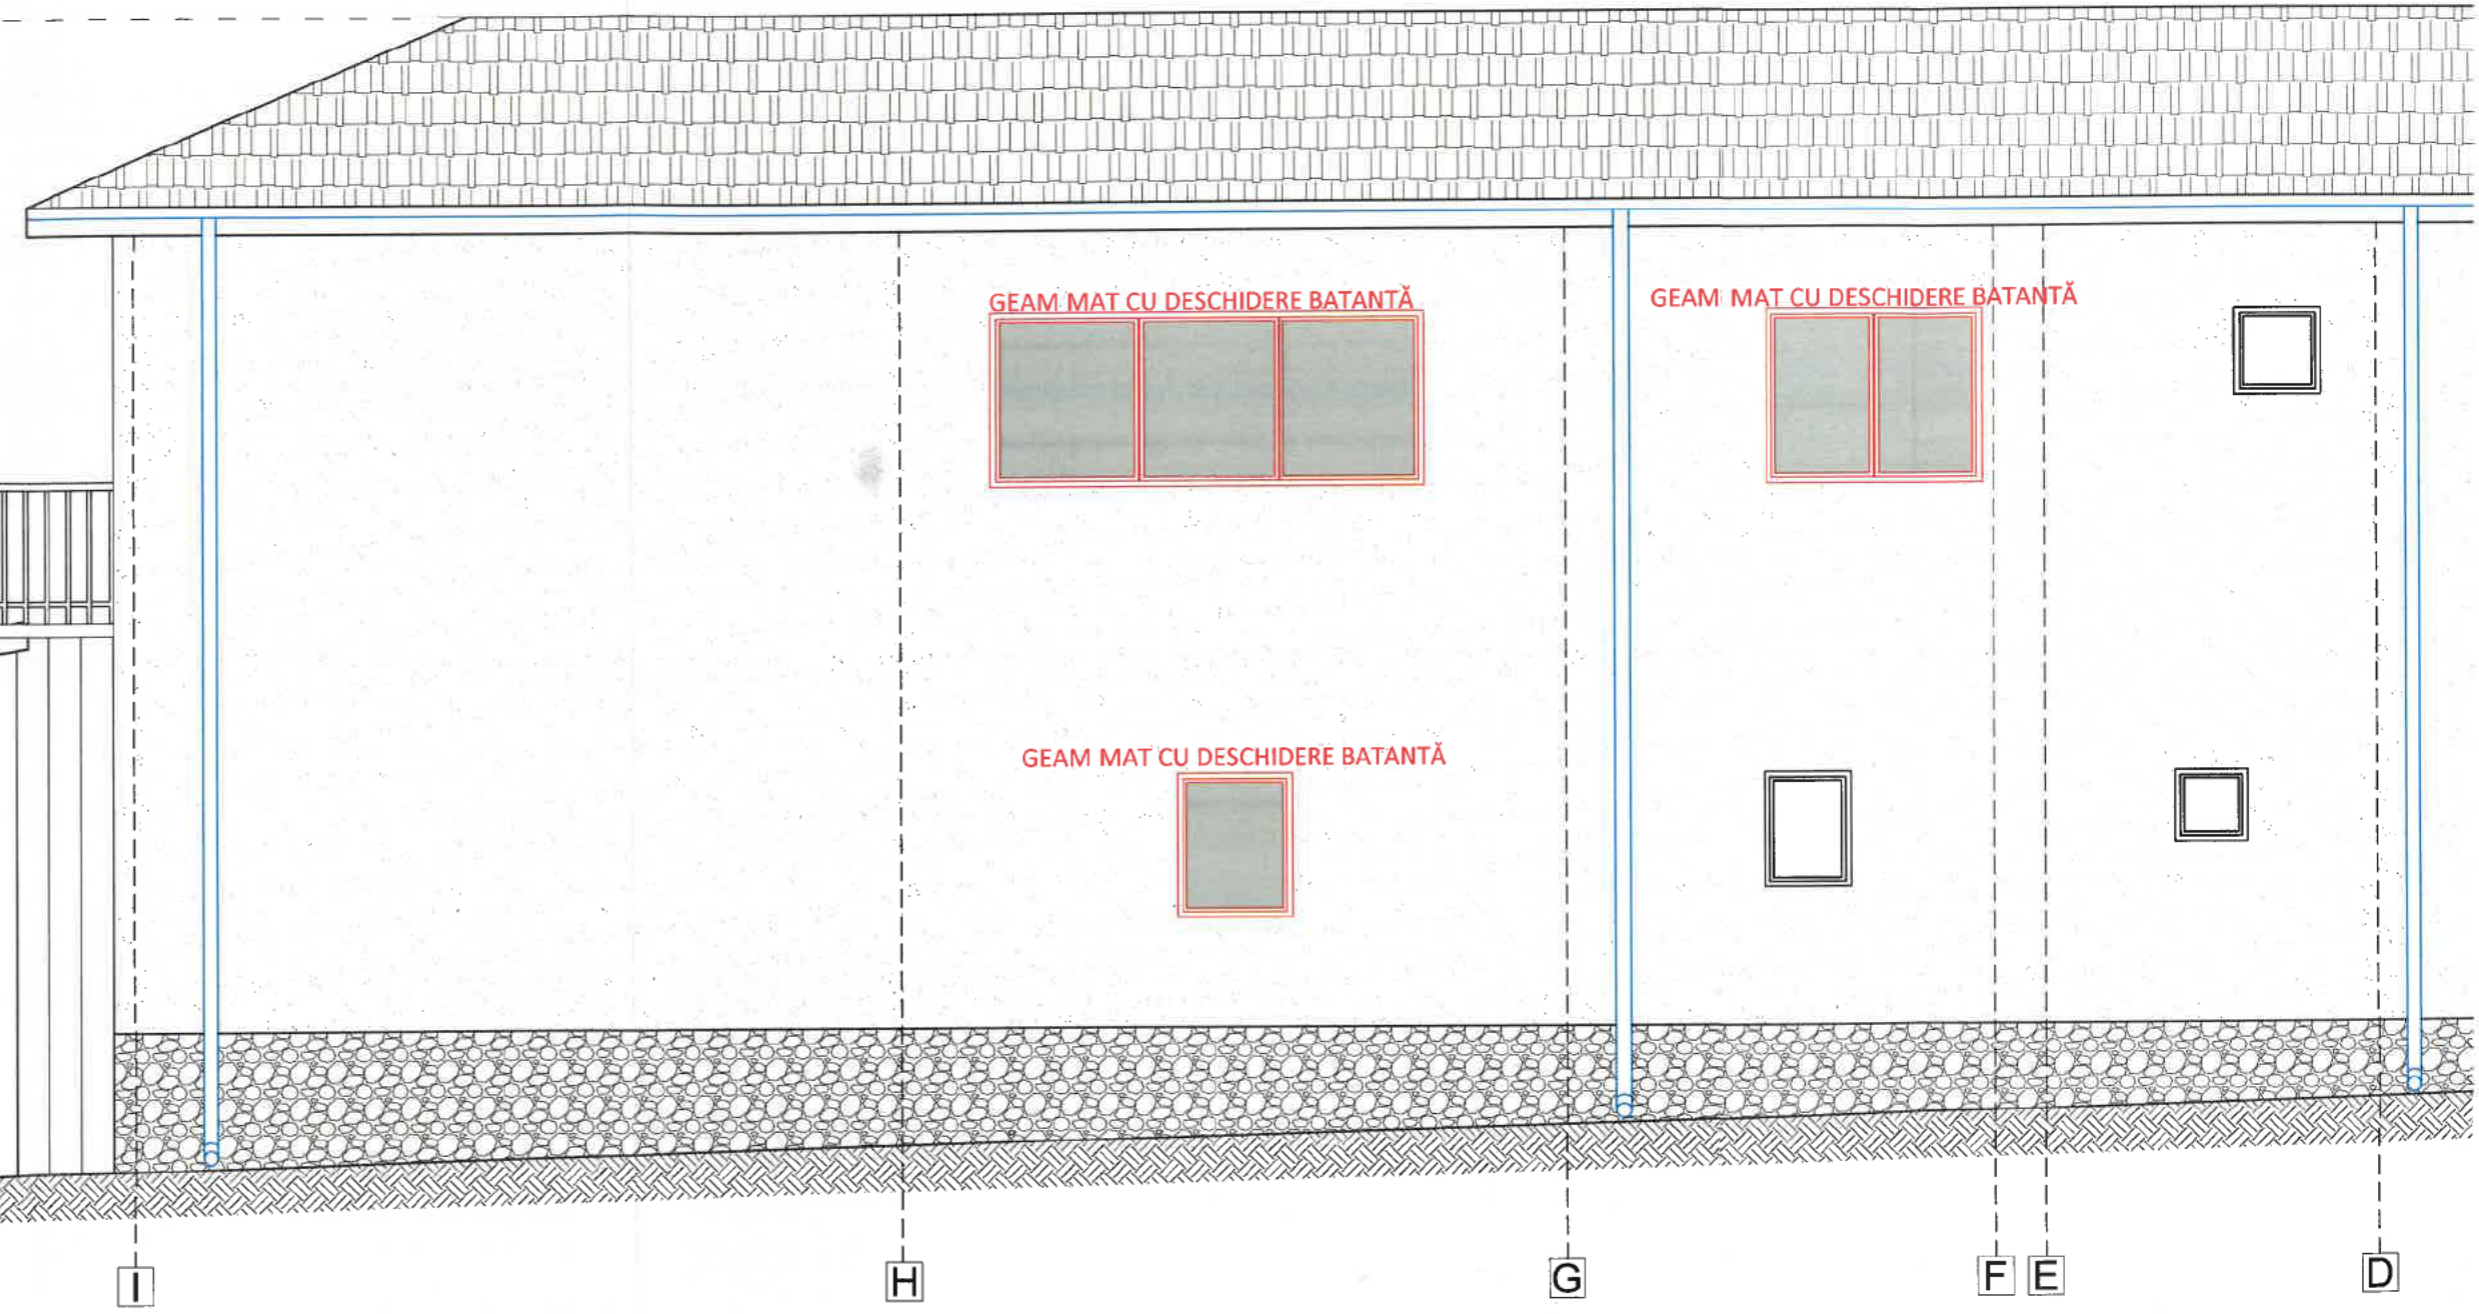 GEAM MAT CU DESCHIDERE BATANTĂ
GEAM MAT CU DESCHIDERE BATANTĂ
GEAM MAT CU DESCHIDERE BATANTĂ
I
H
G
F
E
D